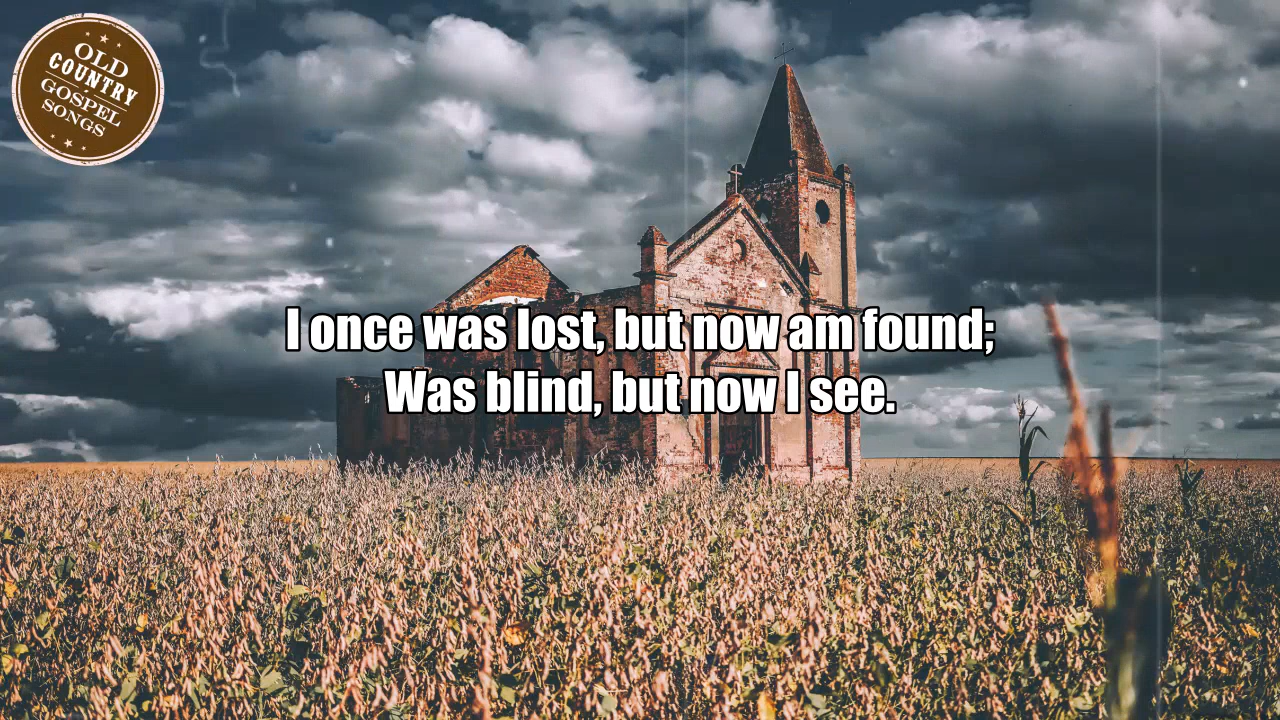 OLD
COUNTRY
GOSPEL
SONGS
I once was lost, but now am found;
Was blind, but now I see.